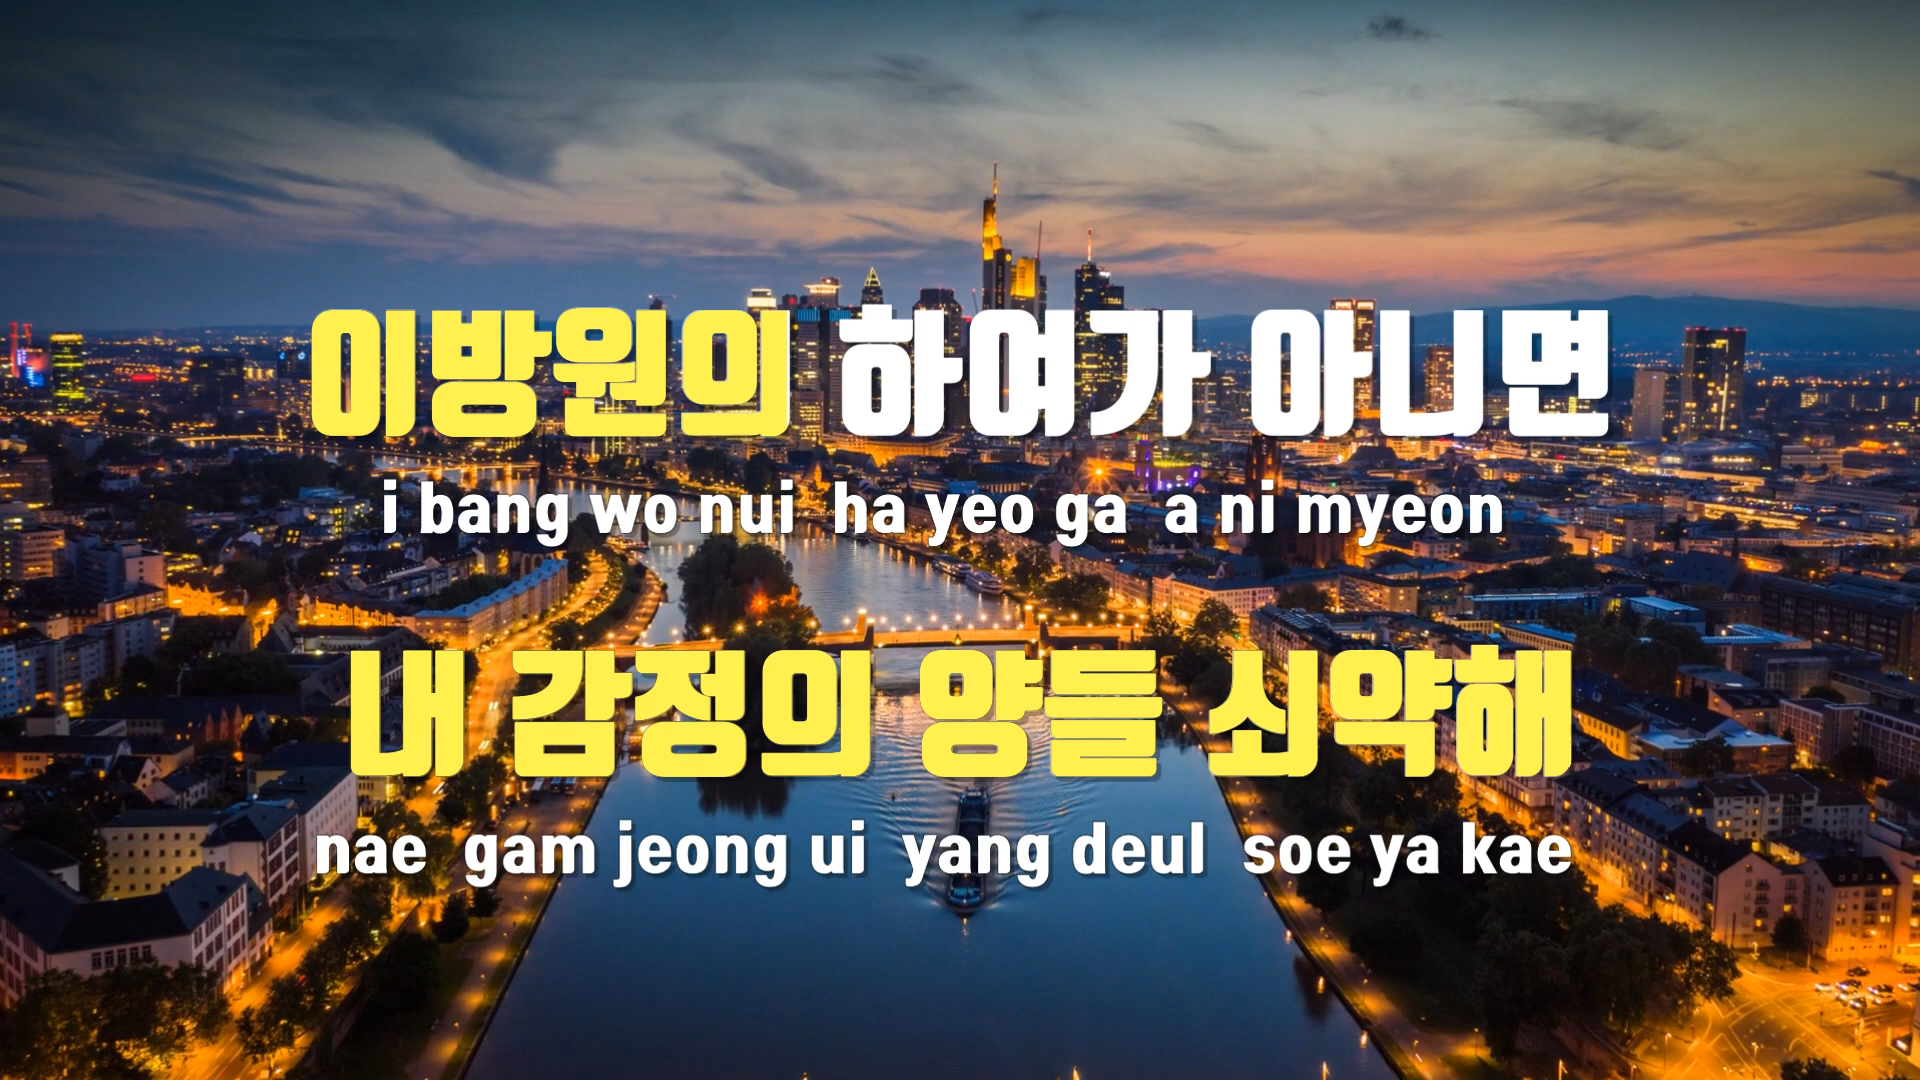 이방원의 하여가 아니면
i bang wo nui ha yeo ga a ni myeon
내 감정의 양들 쇠약해
nae gam jeong ui yang deul soe ya kae